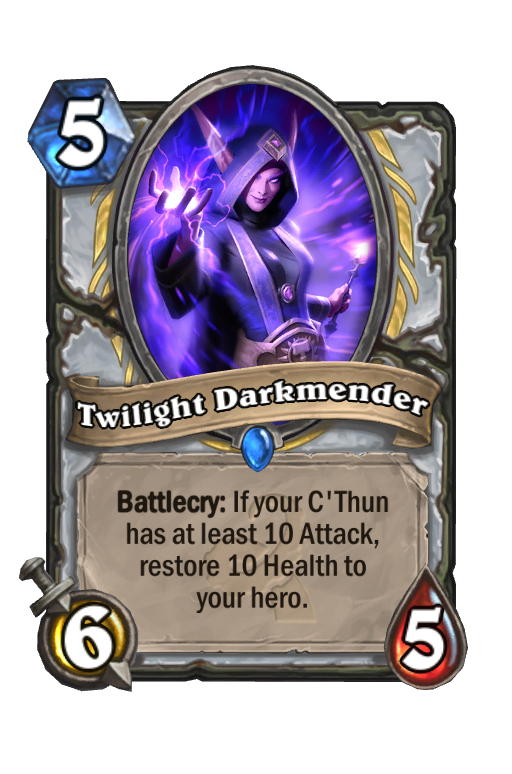 5
Twilight Darkmender
Battlecry: If your C'Thun
has at least 10 Attack,
restore 10 Health to
your hero.
6
5